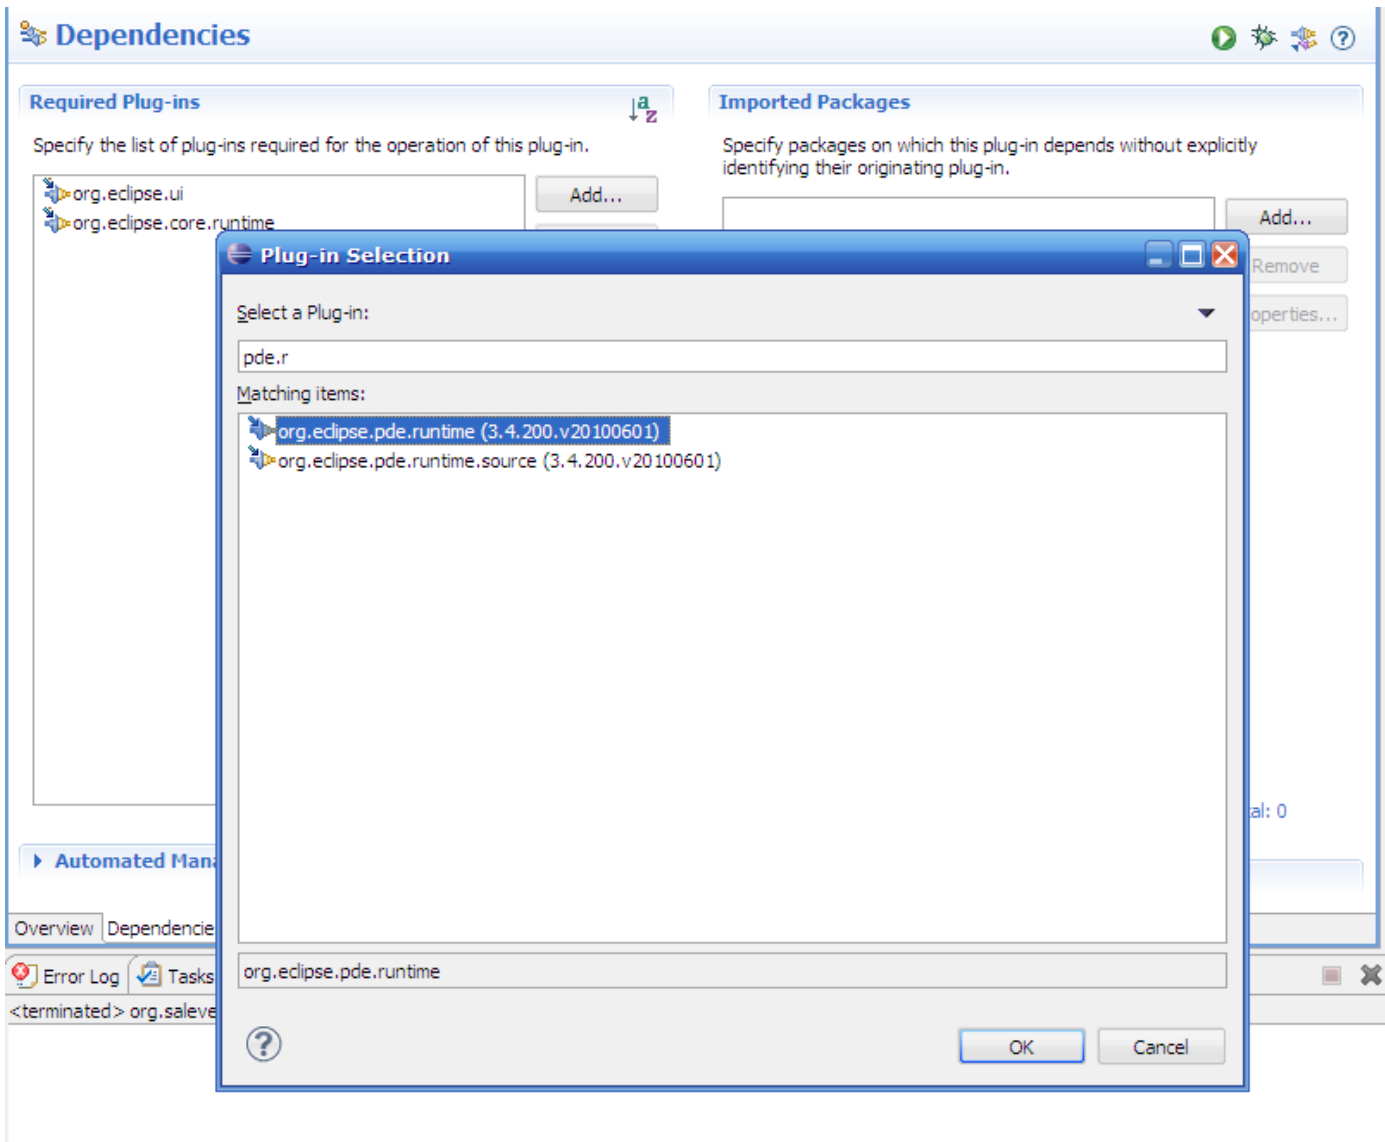 Dependencies
Required Plug-ins
Specify the list of plug-ins required for the operation of this plug-in.
org.eclipse.ui
org.eclipse.core.runtime
Add...
Imported Packages
Specify packages on which this plug-in depends without explicitly
identifying their originating plug-in.
Add...
Remove
operties...
al: 0
Plug-in Selection
Select a Plug-in:
pde.r
Matching items:
org.eclipse.pde.runtime (3.4.200.v20100601)
org.eclipse.pde.runtime.source (3.4.200.v20100601)
org.eclipse.pde.runtime
OK
Cancel
Automated Mana
Overview
Dependencie
Error Log
Tasks
<terminated> org.saleve